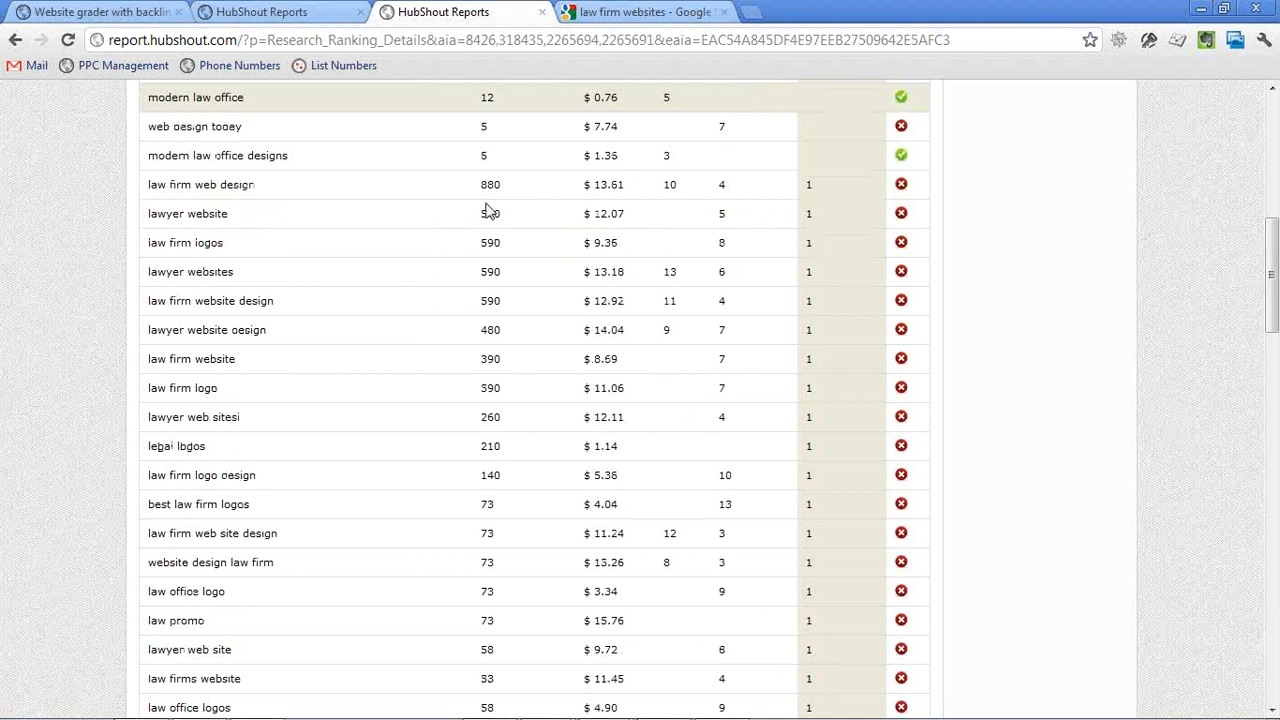 Website grader with backlin
HubShout Reports
HubShout Reports
law firm websites - Google
report.hubshout.com/?p=Research_Ranking_Details&aia=8426,318435,2265694,2265691&eaia=EAC54A845DF4E97EEB27509642E5AFC3
Mail PPC Management Phone Numbers List Numbers
modern law office 12 $ 0.76 5
web design today 5 $ 7.74 7
modern law office designs 5 $ 1.36 3
law firm web design 880 $ 13.61 10 4 1
lawyer website $ 12.07 5 1
law firm logos 590 $ 9.36 8 1
lawyer websites 590 $ 13.18 13 6 1
law firm website design 590 $ 12.92 11 4 1
lawyer website design 480 $ 14.04 9 7 1
law firm website 390 $ 8.69 7 1
law firm logo 590 $ 11.06 7 1
lawyer web sitesi 260 $ 12.11 4 1
legal logos 210 $ 1.14 1
law firm logo design 140 $ 5.36 10 1
best law firm logos 73 $ 4.04 13 1
law firm web site design 73 $ 11.24 12 3 1
website design law firm 73 $ 13.26 8 3 1
law office logo 73 $ 3.34 9 1
law promo 73 $ 15.76 1
lawyer web site 58 $ 9.72 6 1
law firms website 53 $ 11.45 4 1
law office logos 58 $ 4.90 9 1